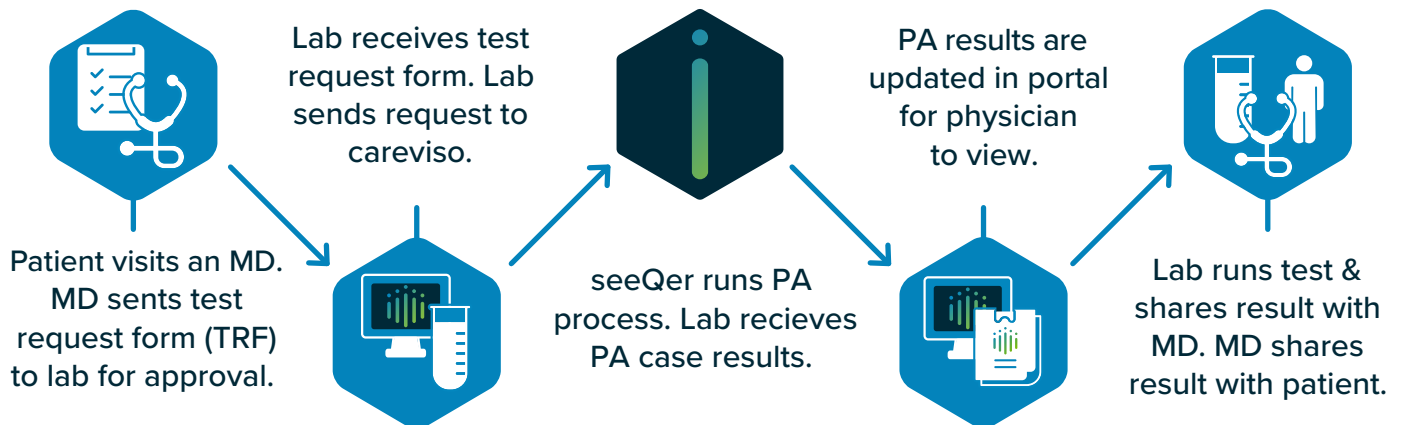 Patient visits an MD.
MD sents test
request form (TRF)
to lab for approval.
Lab receives test
request form. Lab
sends request to
careviso.
seeQer runs PA
process. Lab recieves
PA case results.
PA results are
updated in portal
for physician
to view.
Lab runs test &
shares result with
MD. MD shares
result with patient.